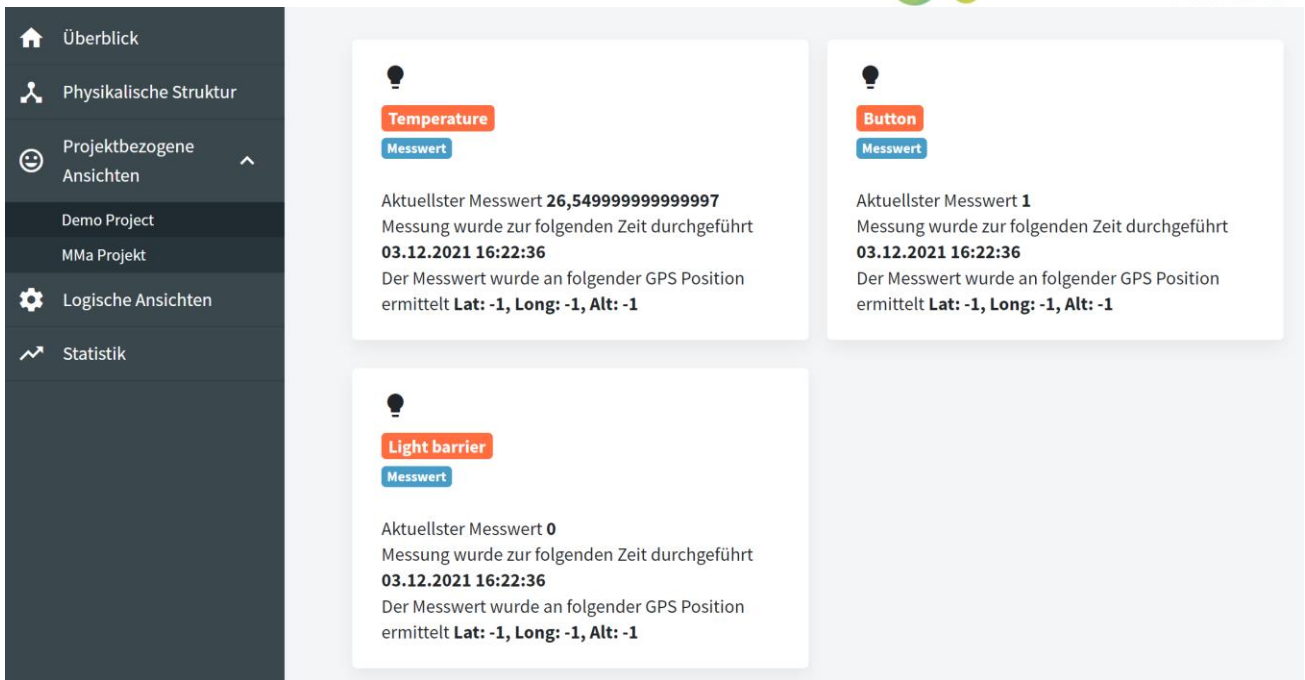 Überblick
Physikalische Struktur
Projektbezogene
Ansichten
Demo Project
MMa Projekt
Logische Ansichten
Statistik
Temperature
Messwert
Aktuellster Messwert 26,549999999999997
Messung wurde zur folgenden Zeit durchgeführt
03.12.2021 16:22:36
Der Messwert wurde an folgender GPS Position
ermittelt Lat: -1, Long: -1, Alt: -1
Button
Messwert
Aktuellster Messwert 1
Messung wurde zur folgenden Zeit durchgeführt
03.12.2021 16:22:36
Der Messwert wurde an folgender GPS Position
ermittelt Lat: -1, Long: -1, Alt: -1
Light barrier
Messwert
Aktuellster Messwert 0
Messung wurde zur folgenden Zeit durchgeführt
03.12.2021 16:22:36
Der Messwert wurde an folgender GPS Position
ermittelt Lat: -1, Long: -1, Alt: -1